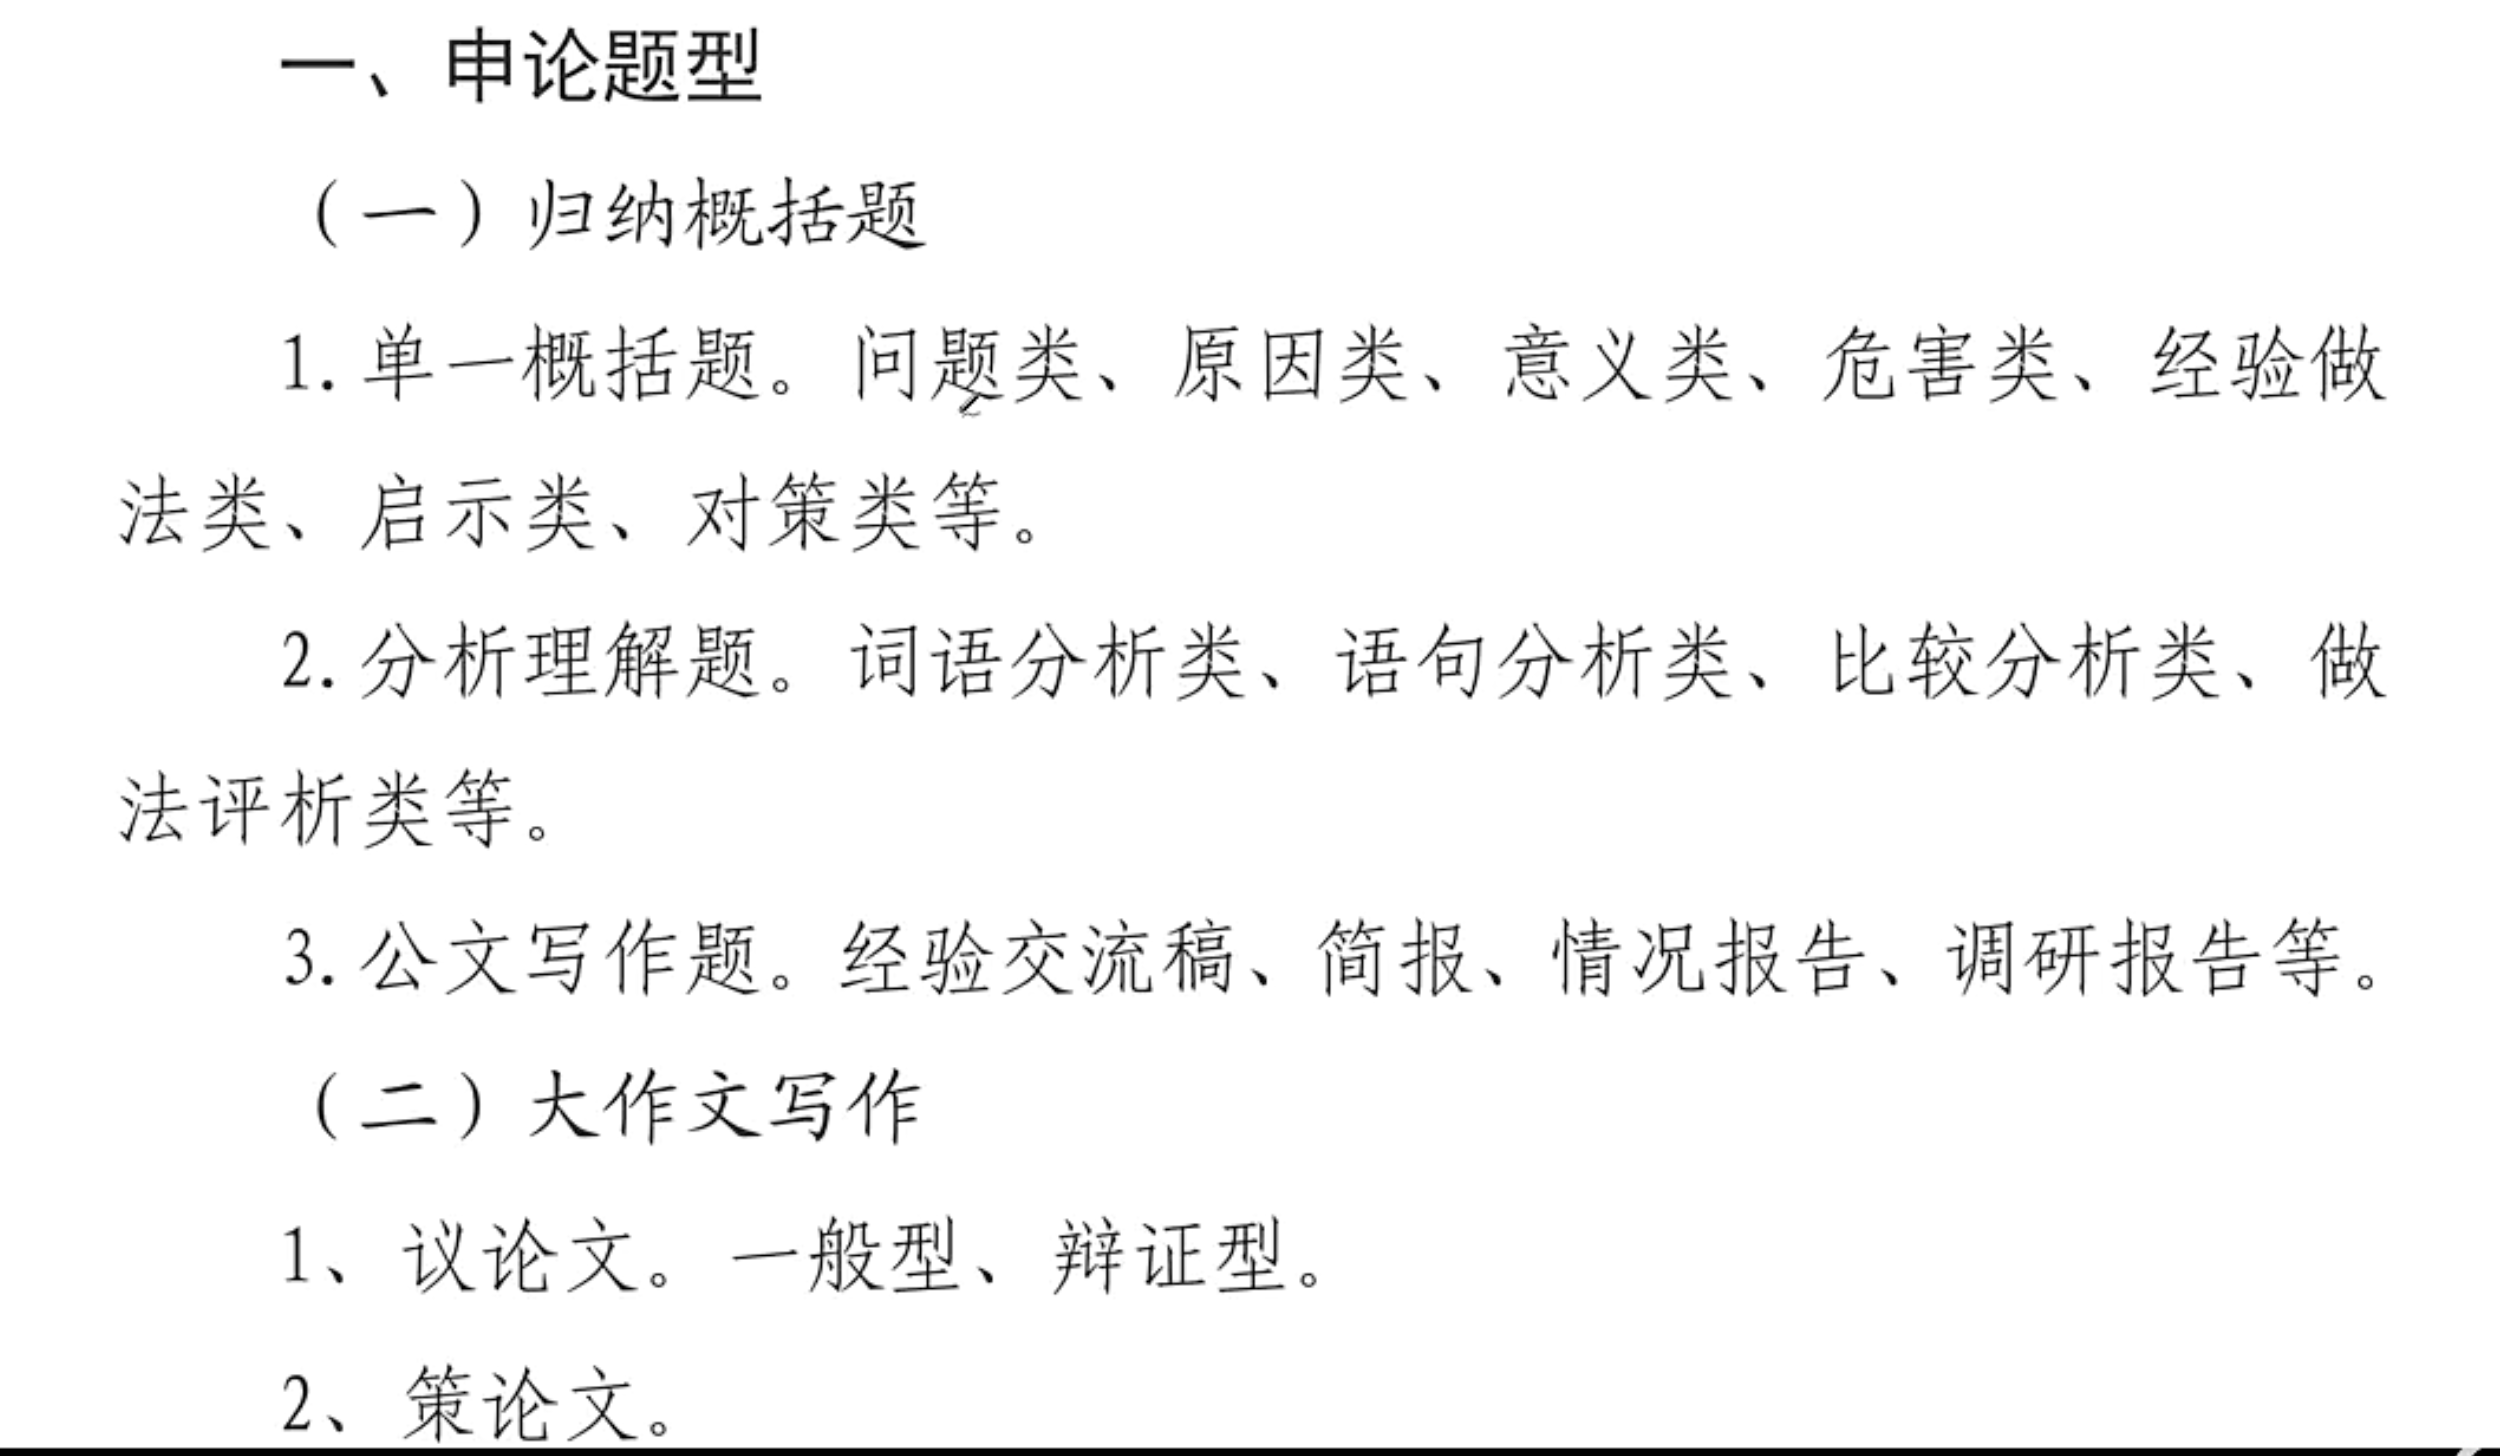 一、申论题型
（一）归纳概括题
1.单一概括题。问题类、原因类、意义类、危害类、经验做
法类、启示类、对策类等。
2.分析理解题。词语分析类、语句分析类、比较分析类、做
法评析类等。
3.公文写作题。经验交流稿、简报、情况报告、调研报告等。
（二）大作文写作
1、议论文。一般型、辩证型。
2、策论文。